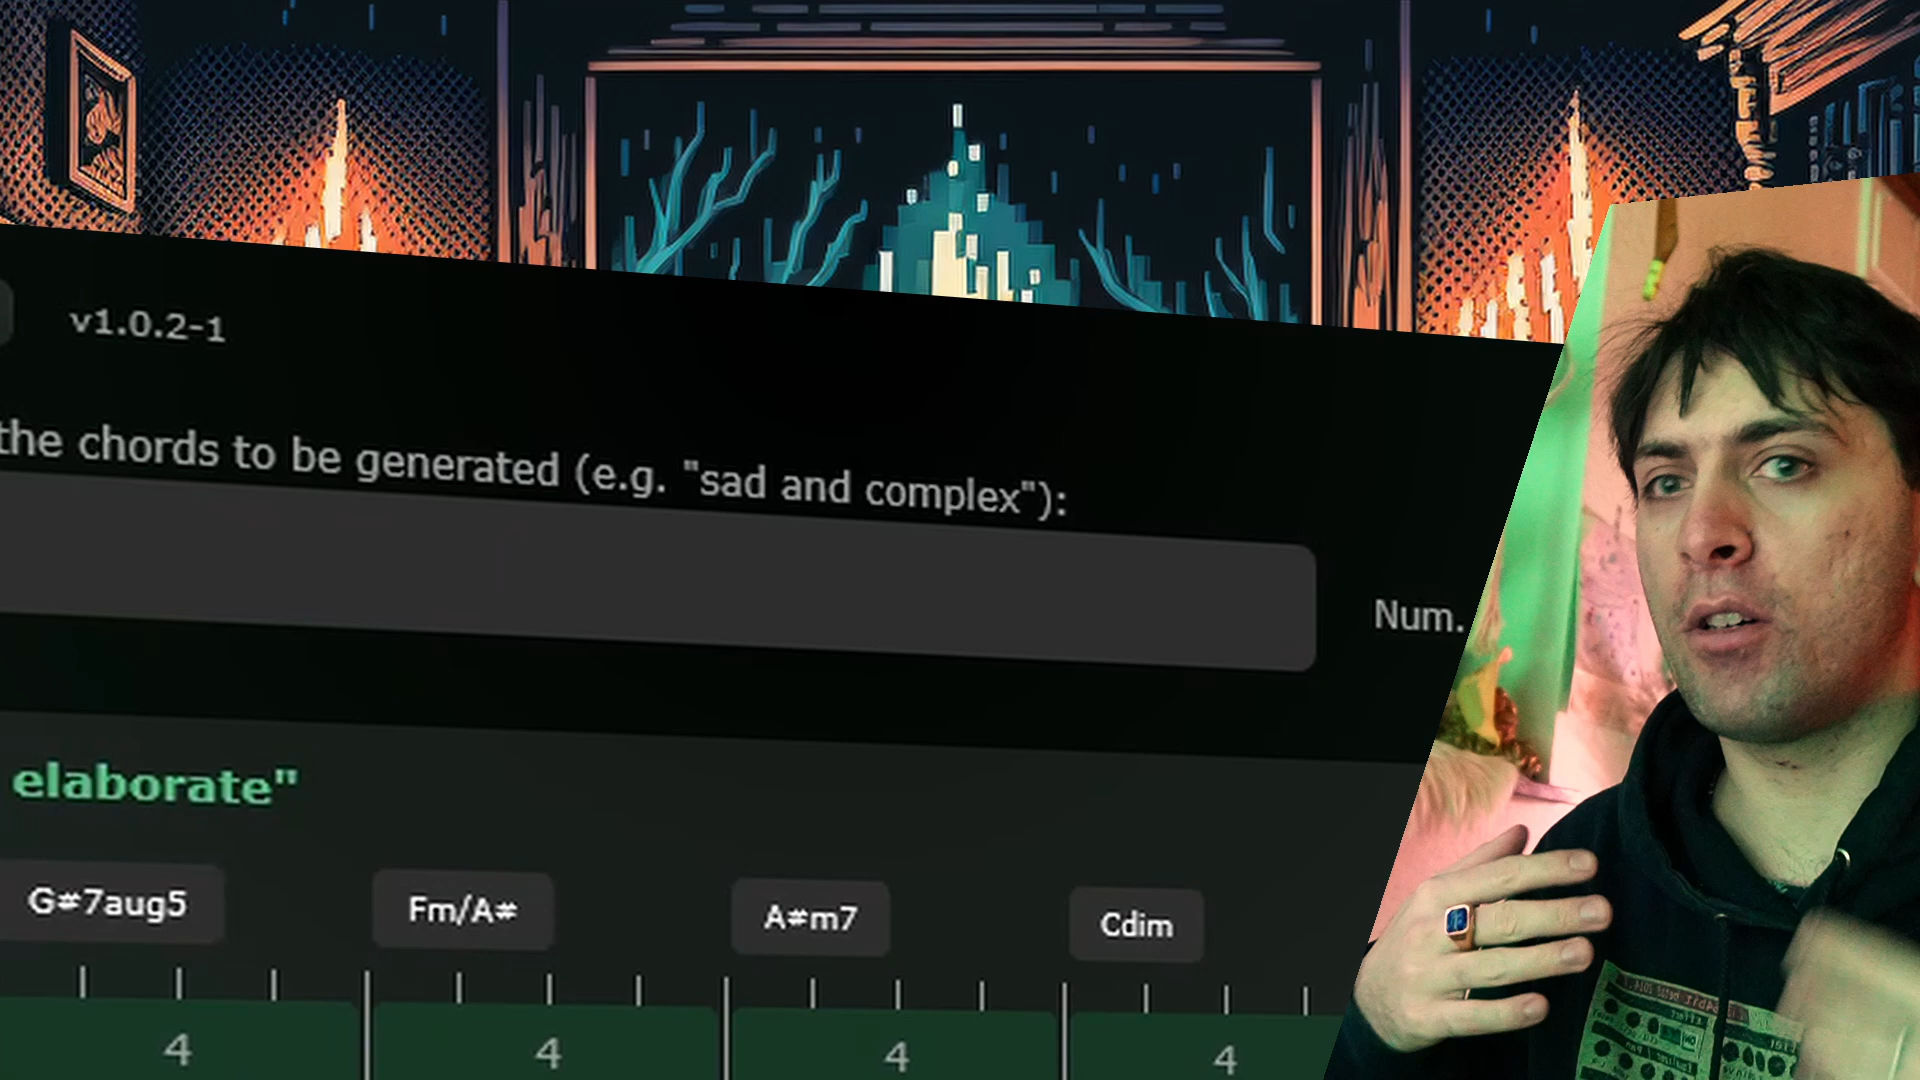 v1.0.2-1
the chords to be generated (e.g. "sad and complex"):
Num.
elaborate"
G#7aug5 Fm/A# A#m7 Cdim
4 4 4 4